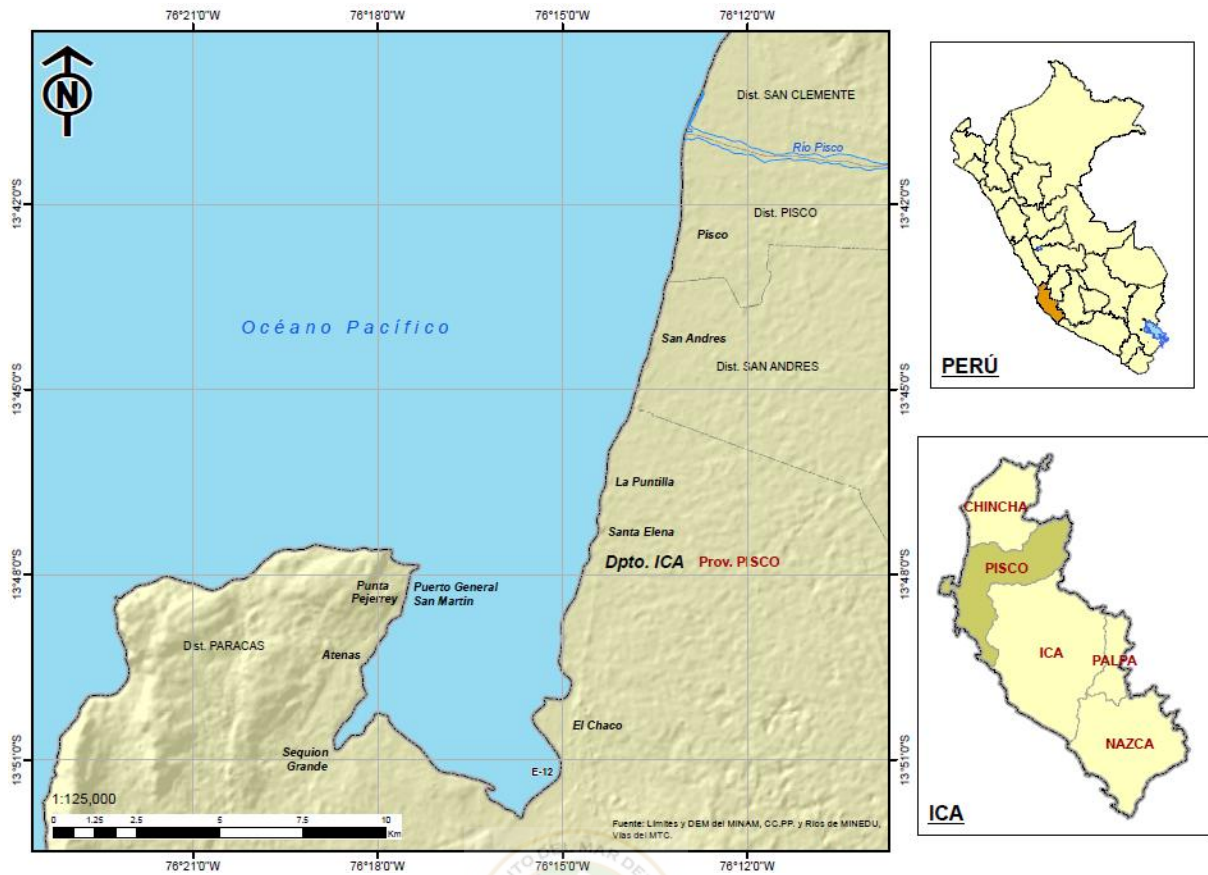 76°21'0"W 76°18'0"W 76°15'0"W 76°12'0"W
N
Dist. SAN CLEMENTE
Río Pisco
13°42'0"S 13°42'0"S
Dist. PISCO
Pisco
Océano Pacífico
San Andres
Dist. SAN ANDRES
13°45'0"S 13°45'0"S
La Puntilla
Santa Elena
Dpto. ICA Prov. PISCO
13°48'0"S 13°48'0"S
Punta
Pejerrey
Puerto General
San Martin
Dist. PARACAS
Atenas
El Chaco
Sequion
Grande
E-12
13°51'0"S 13°51'0"S
1:125,000
0 1.25 2.5 5 7.5 10
Km
Fuente: Límites y DEM del MINAM, CC.PP. y Rios de MINEDU,
Vias del MTC.
76°21'0"W 76°18'0"W 76°15'0"W 76°12'0"W
PERÚ
CHINCHA
PISCO
ICA
PALPA
NAZCA
ICA